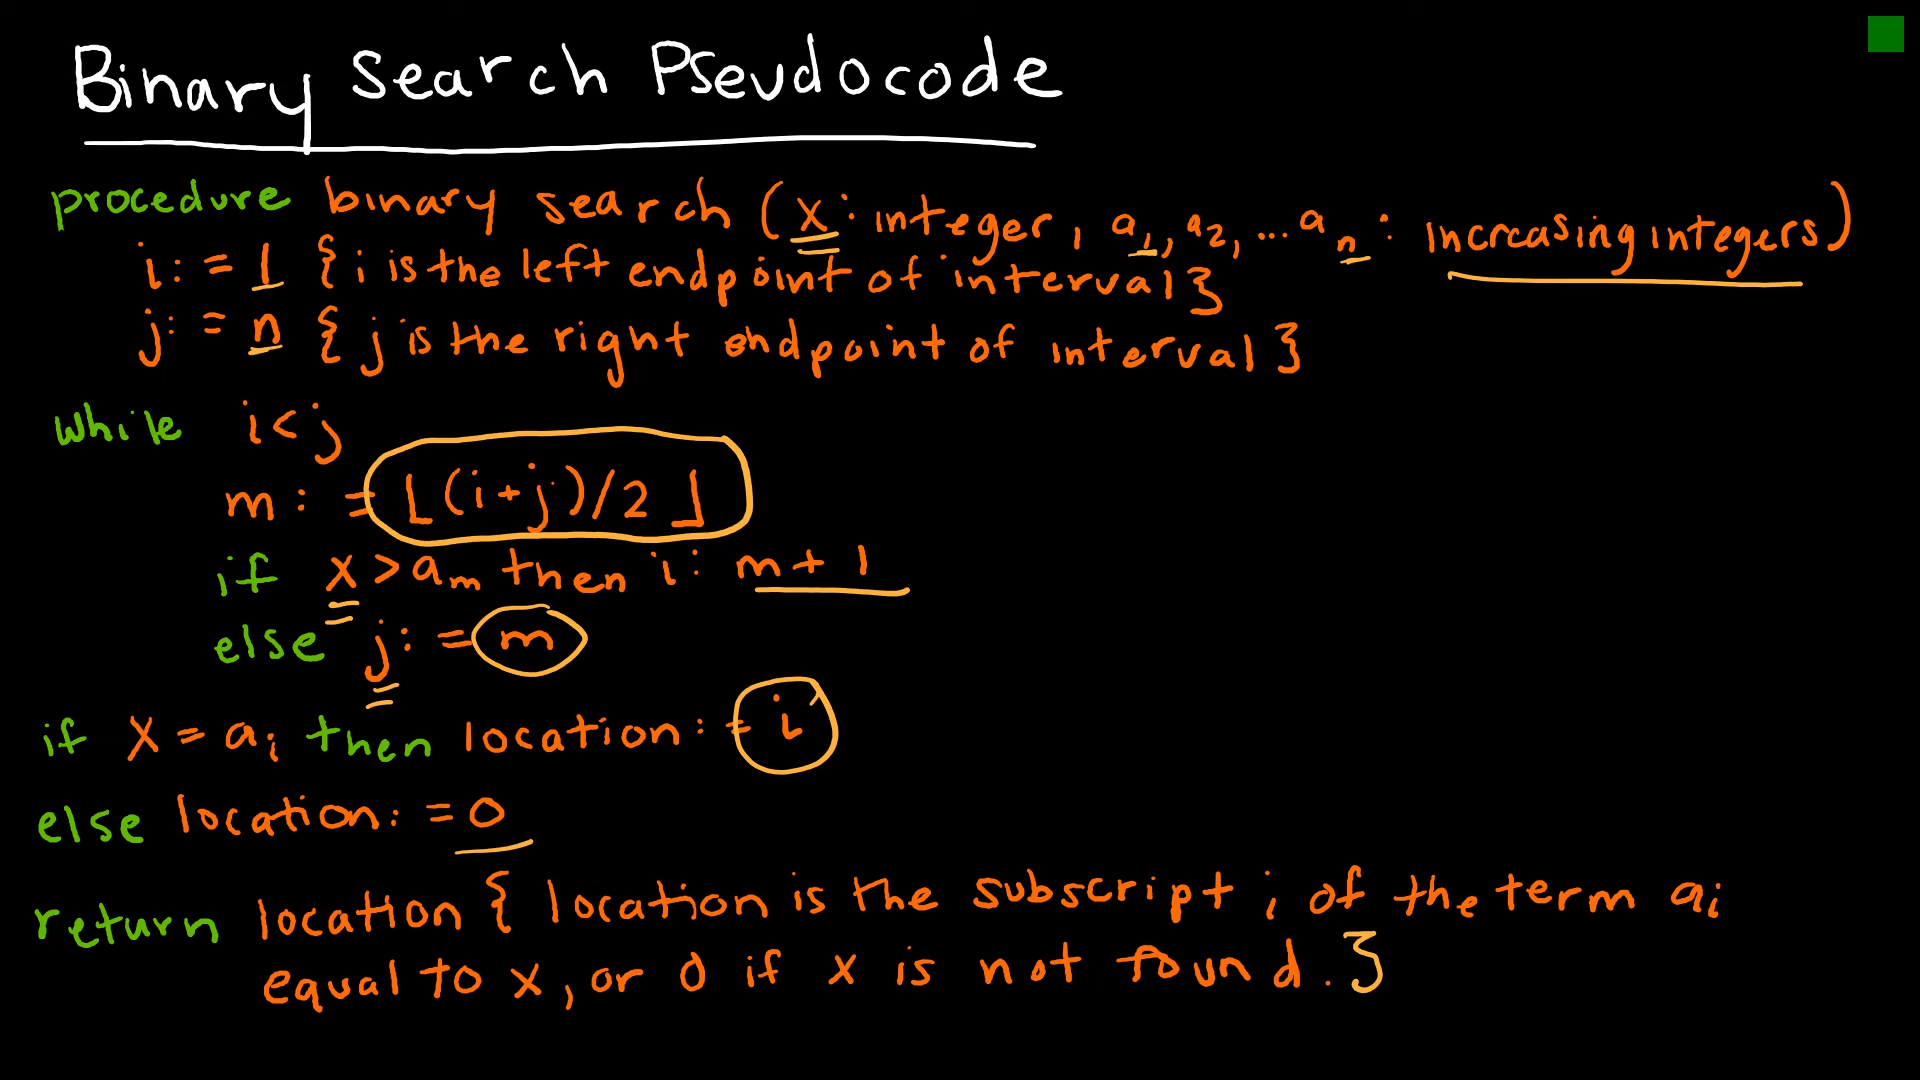 Binary Search Pseudocode
procedure binary search (x: integer, a1, a2, ... an: increasing integers)
i: = 1 {i is the left endpoint of interval}
j: = n {j is the right endpoint of interval}
while i < j
m: = ⌊(i+j)/2⌋
if x > am then i: m + 1
else j: = m
if x = ai then location: = i
else location: = 0
return location { location is the subscript i of the term ai
equal to x, or 0 if x is not found. }